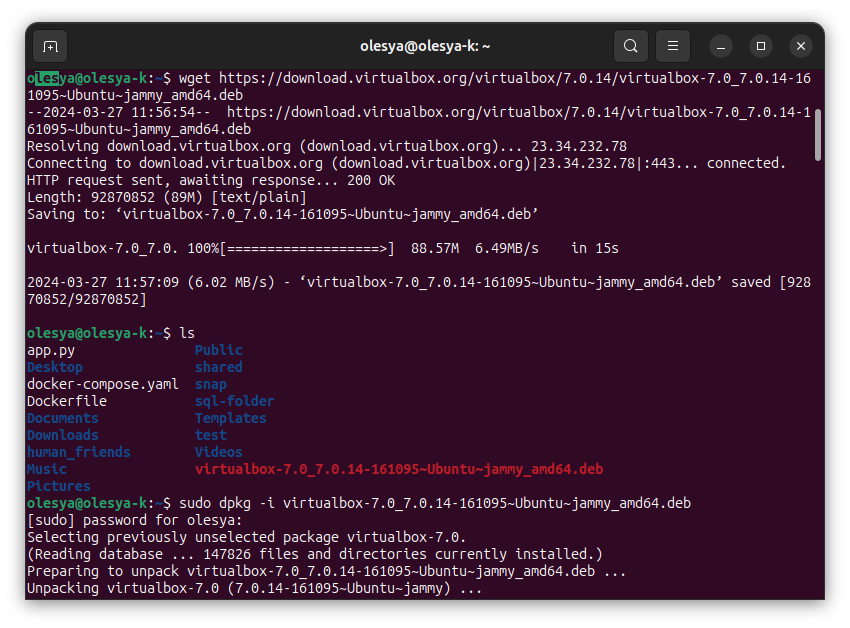 olesya@olesya-k: ~
olesya@olesya-k:~$ wget https://download.virtualbox.org/virtualbox/7.0.14/virtualbox-7.0_7.0.14-16
1095~Ubuntu~jammy_amd64.deb
--2024-03-27 11:56:54--  https://download.virtualbox.org/virtualbox/7.0.14/virtualbox-7.0_7.0.14-1
61095~Ubuntu~jammy_amd64.deb
Resolving download.virtualbox.org (download.virtualbox.org)... 23.34.232.78
Connecting to download.virtualbox.org (download.virtualbox.org)|23.34.232.78|:443... connected.
HTTP request sent, awaiting response... 200 OK
Length: 92870852 (89M) [text/plain]
Saving to: ‘virtualbox-7.0_7.0.14-161095~Ubuntu~jammy_amd64.deb’
virtualbox-7.0_7.0. 100%[===================>]  88.57M  6.49MB/s    in 15s
2024-03-27 11:57:09 (6.02 MB/s) - ‘virtualbox-7.0_7.0.14-161095~Ubuntu~jammy_amd64.deb’ saved [928
70852/92870852]
olesya@olesya-k:~$ ls
app.py               Public
Desktop              shared
docker-compose.yaml  snap
Dockerfile           sql-folder
Documents            Templates
Downloads            test
human_friends        Videos
Music                virtualbox-7.0_7.0.14-161095~Ubuntu~jammy_amd64.deb
Pictures
olesya@olesya-k:~$ sudo dpkg -i virtualbox-7.0_7.0.14-161095~Ubuntu~jammy_amd64.deb
[sudo] password for olesya:
Selecting previously unselected package virtualbox-7.0.
(Reading database ... 147826 files and directories currently installed.)
Preparing to unpack virtualbox-7.0_7.0.14-161095~Ubuntu~jammy_amd64.deb ...
Unpacking virtualbox-7.0 (7.0.14-161095~Ubuntu~jammy) ...